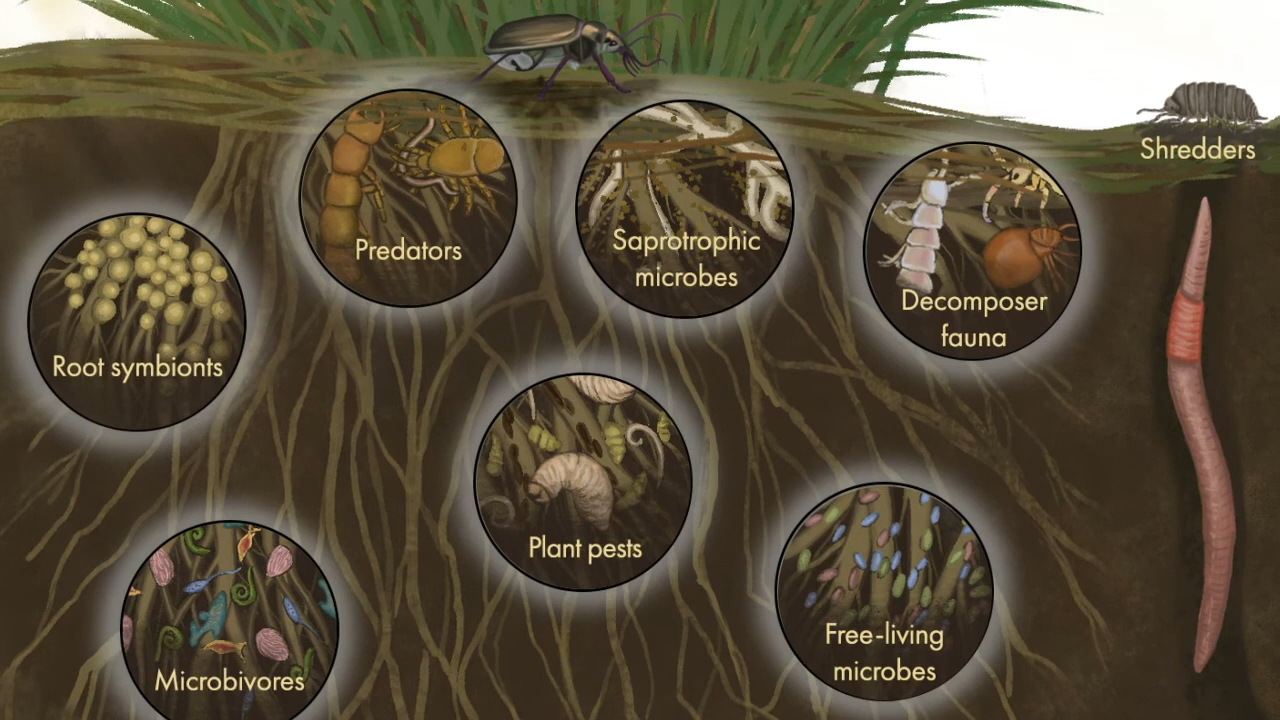 Shredders
Predators
Saprotrophic
microbes
Decomposer
fauna
Root symbionts
Plant pests
Free-living
microbes
Microbivores